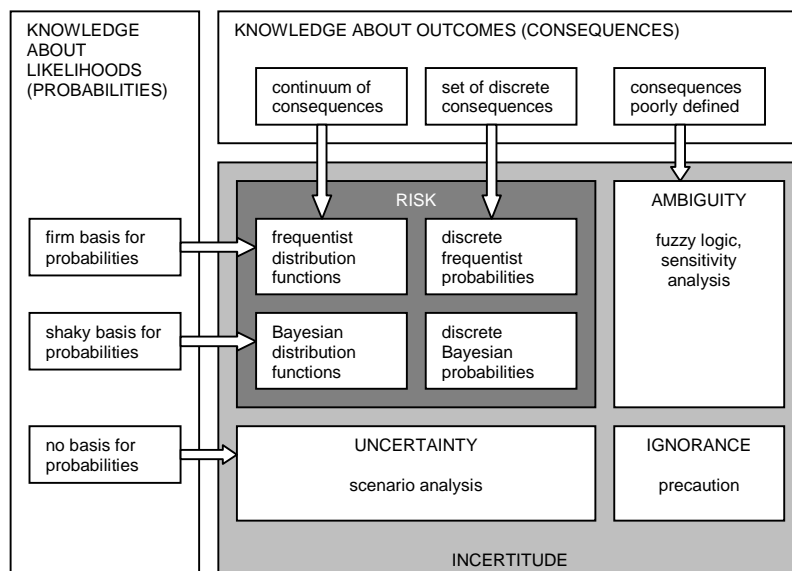 KNOWLEDGE
ABOUT
LIKELIHOODS
(PROBABILITIES)
KNOWLEDGE ABOUT OUTCOMES (CONSEQUENCES)
continuum of
consequences
set of discrete
consequences
consequences
poorly defined
RISK
AMBIGUITY
fuzzy logic,
sensitivity
analysis
firm basis for
probabilities
frequentist
distribution
functions
discrete
frequentist
probabilities
shaky basis for
probabilities
Bayesian
distribution
functions
discrete
Bayesian
probabilities
no basis for
probabilities
UNCERTAINTY
scenario analysis
IGNORANCE
precaution
INCERTITUDE